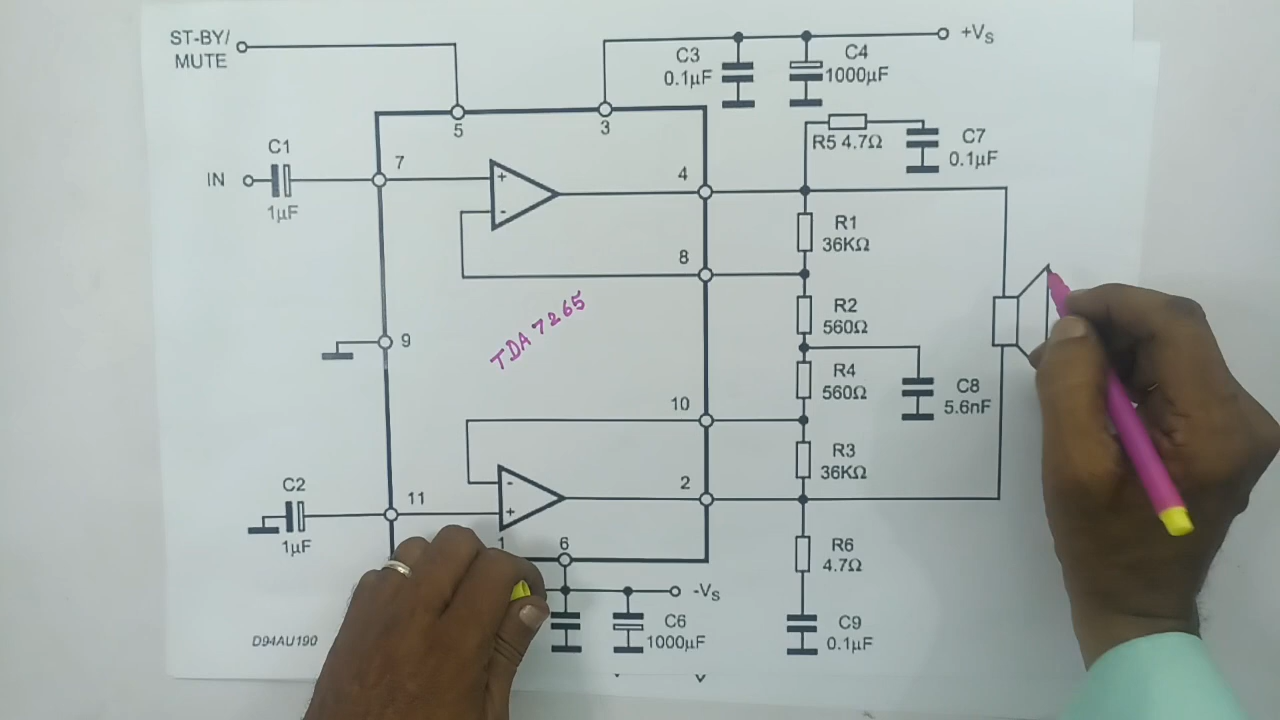 ST-BY/
MUTE
+Vs
C3
0.1µF
C4
1000µF
5
3
R5 4.7Ω
C7
0.1µF
C1
IN
1µF
7
4
R1
36KΩ
8
R2
560Ω
TDA 7265
9
R4
560Ω
C8
5.6nF
10
R3
36KΩ
C2
1µF
11
2
1
6
R6
4.7Ω
-Vs
C6
1000µF
C9
0.1µF
D94AU190
+
-
-
+